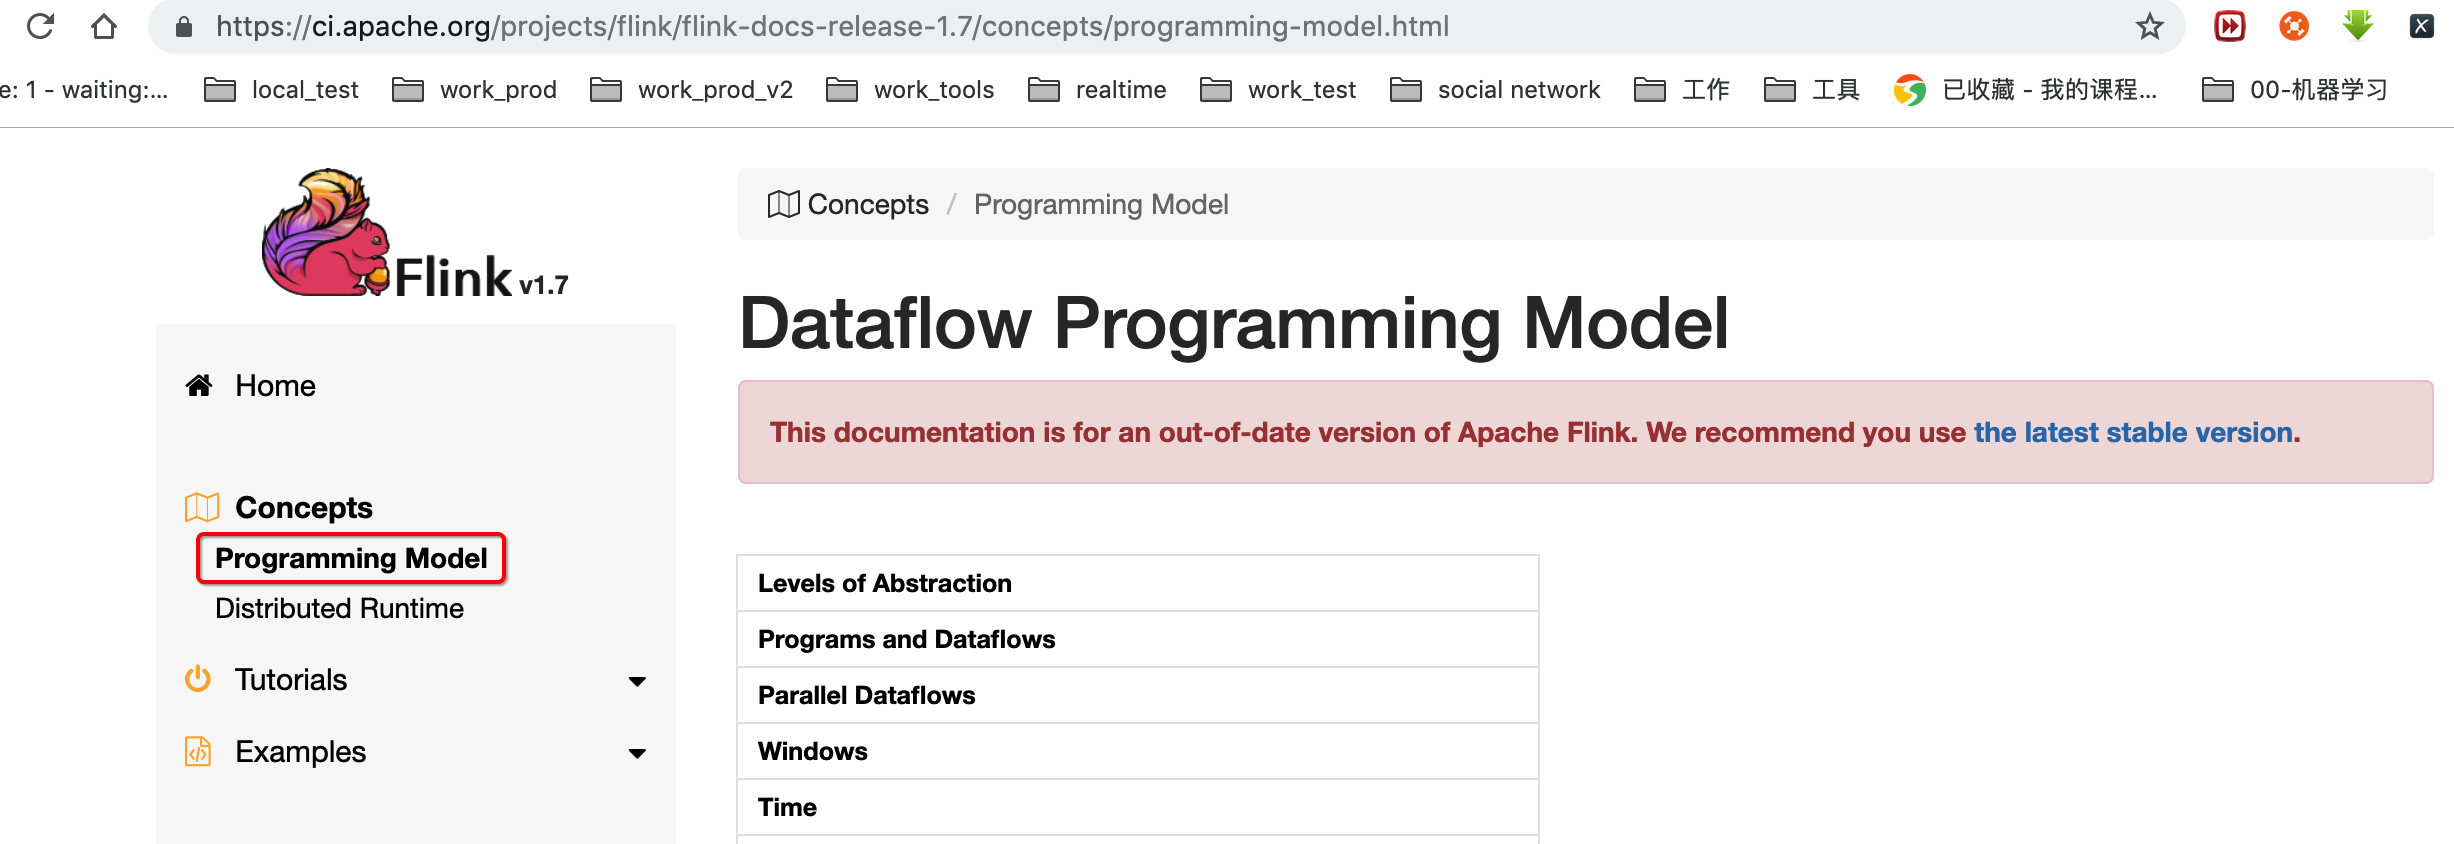 https://ci.apache.org/projects/flink/flink-docs-release-1.7/concepts/programming-model.html
e: 1 - waiting:... local_test work_prod work_prod_v2 work_tools realtime work_test social network 工作 工具 已收藏 - 我的课程... 00-机器学习
Flink v1.7
Home
Concepts
Programming Model
Distributed Runtime
Tutorials
Examples
Concepts / Programming Model
Dataflow Programming Model
This documentation is for an out-of-date version of Apache Flink. We recommend you use the latest stable version.
Levels of Abstraction
Programs and Dataflows
Parallel Dataflows
Windows
Time